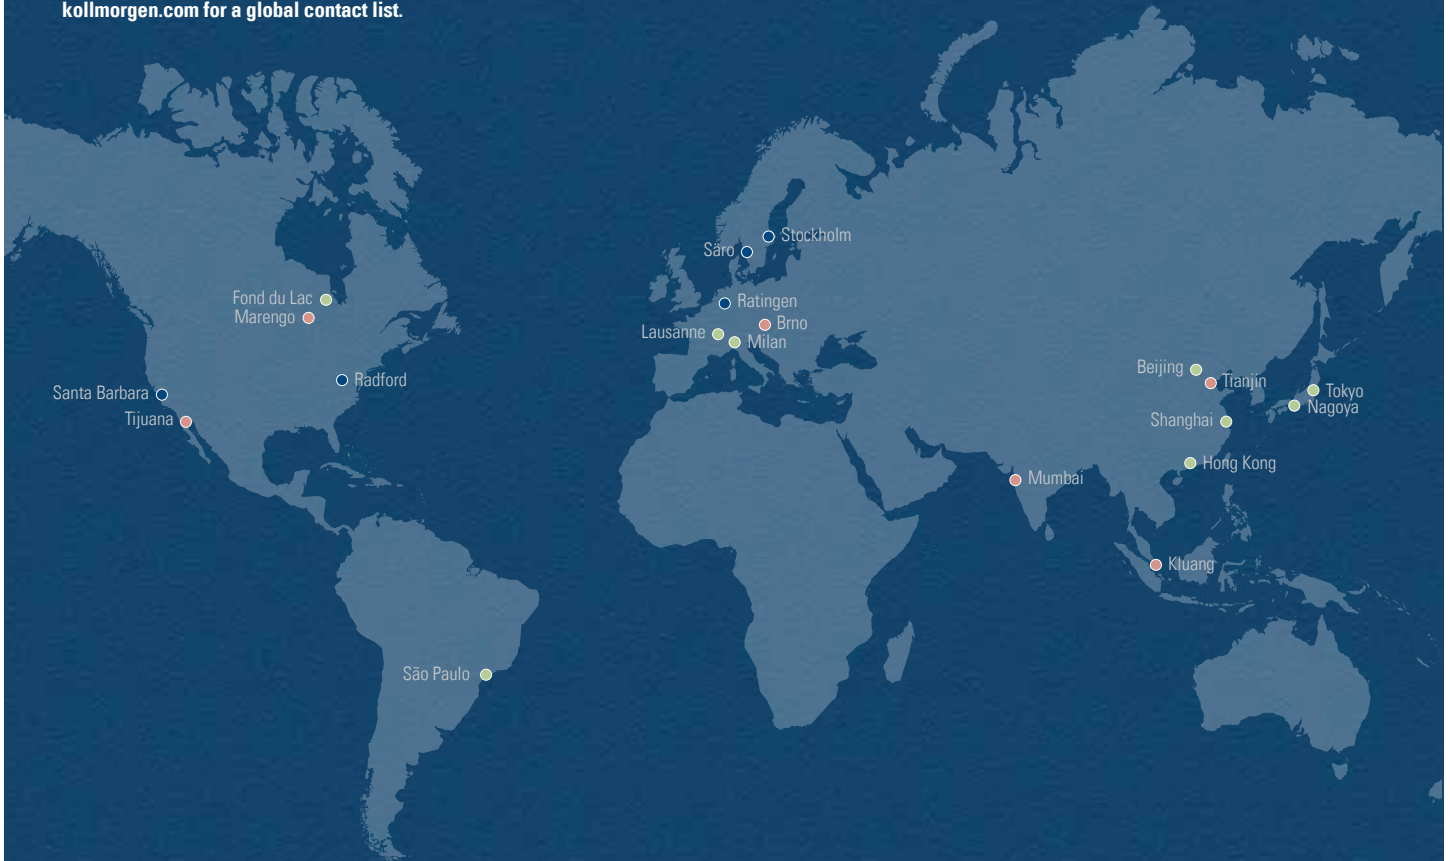 kollmorgen.com for a global contact list.
Stockholm
Säro
Fond du Lac
Marengo
Ratingen
Brno
Lausanne
Milan
Radford
Santa Barbara
Tijuana
Beijing
Tianjin
Tokyo
Nagoya
Shanghai
Hong Kong
Mumbai
Kluang
São Paulo